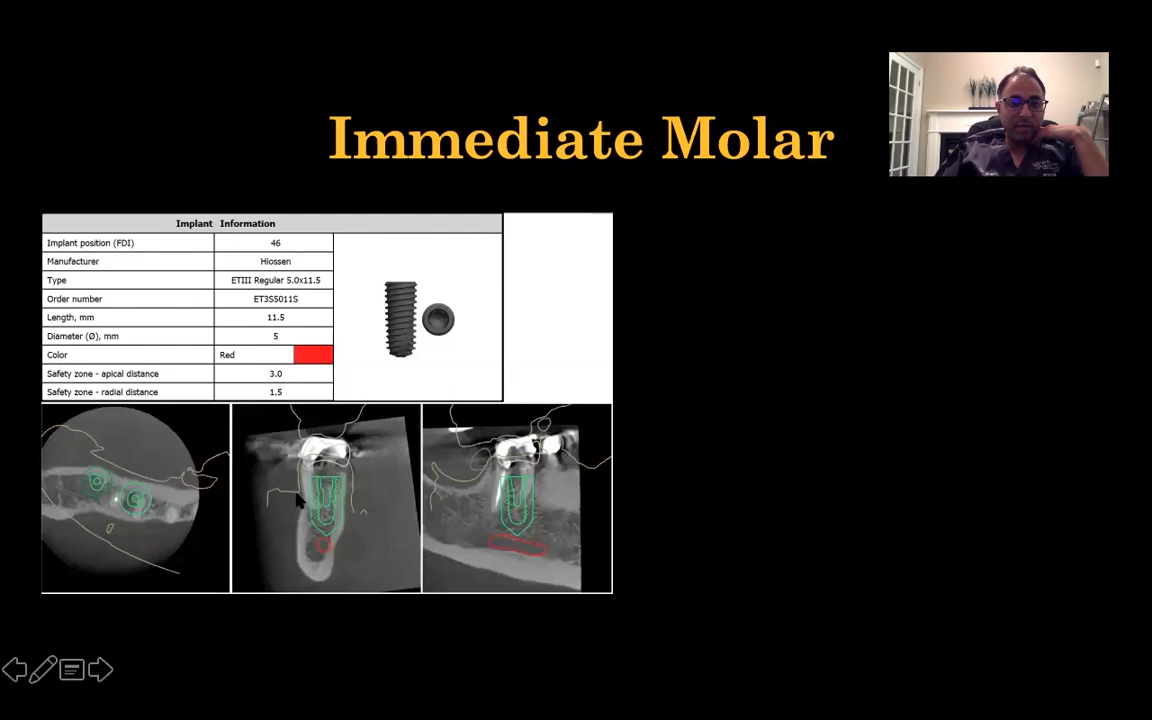 Immediate Molar
Implant Information
Implant position (FDI) 46
Manufacturer Hiossen
Type ETIII Regular 5.0x11.5
Order number ET3S5011S
Length, mm 11.5
Diameter (Ø), mm 5
Color Red
Safety zone - apical distance 3.0
Safety zone - radial distance 1.5